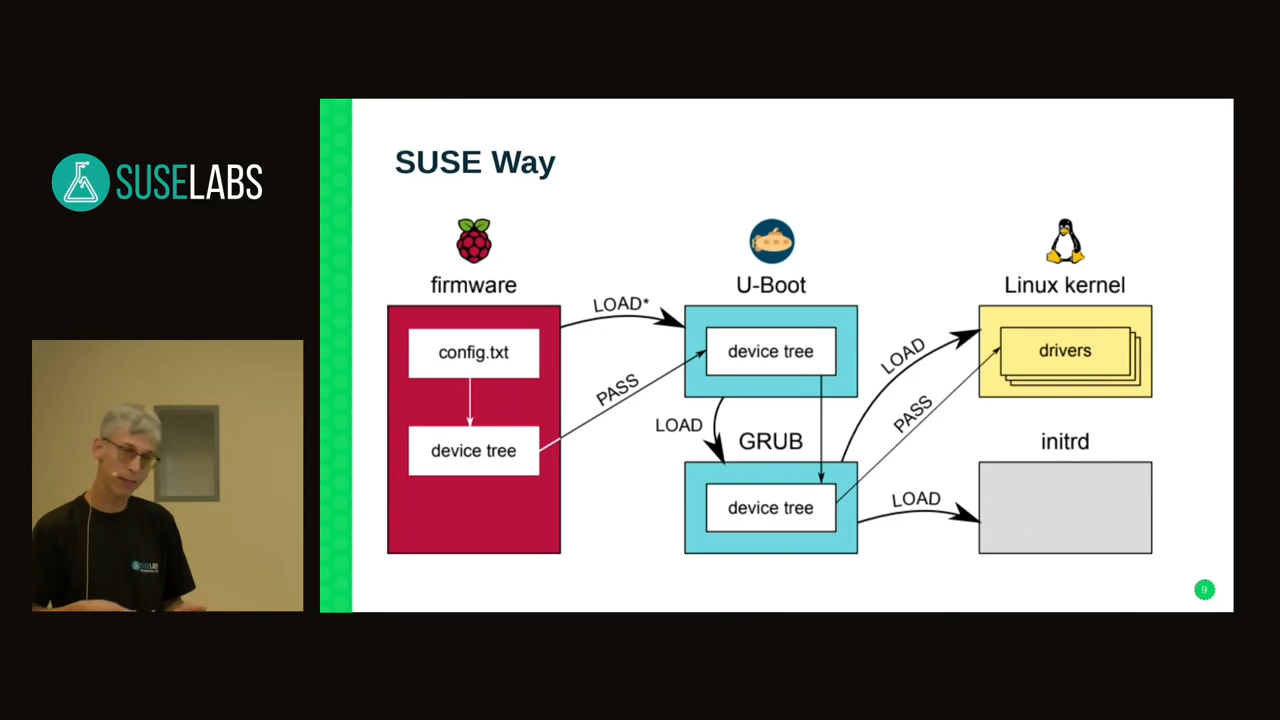 SUSELABS
SUSE Way
firmware
U-Boot
Linux kernel
LOAD*
config.txt
device tree
drivers
LOAD
PASS
PASS
LOAD
GRUB
initrd
device tree
device tree
LOAD
9